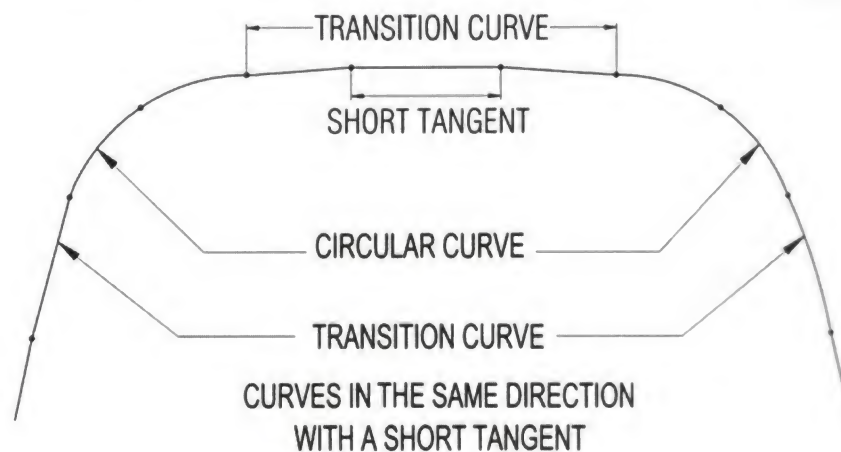 TRANSITION CURVE
SHORT TANGENT
CIRCULAR CURVE
TRANSITION CURVE
CURVES IN THE SAME DIRECTION
WITH A SHORT TANGENT